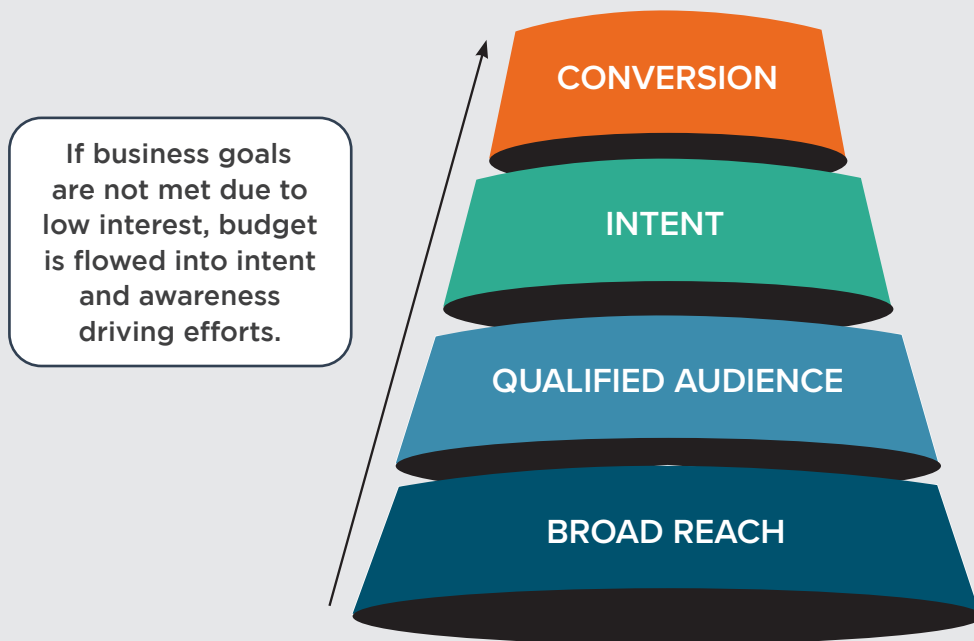 CONVERSION
If business goals
are not met due to
low interest, budget
is flowed into intent
and awareness
driving efforts.
INTENT
QUALIFIED AUDIENCE
BROAD REACH